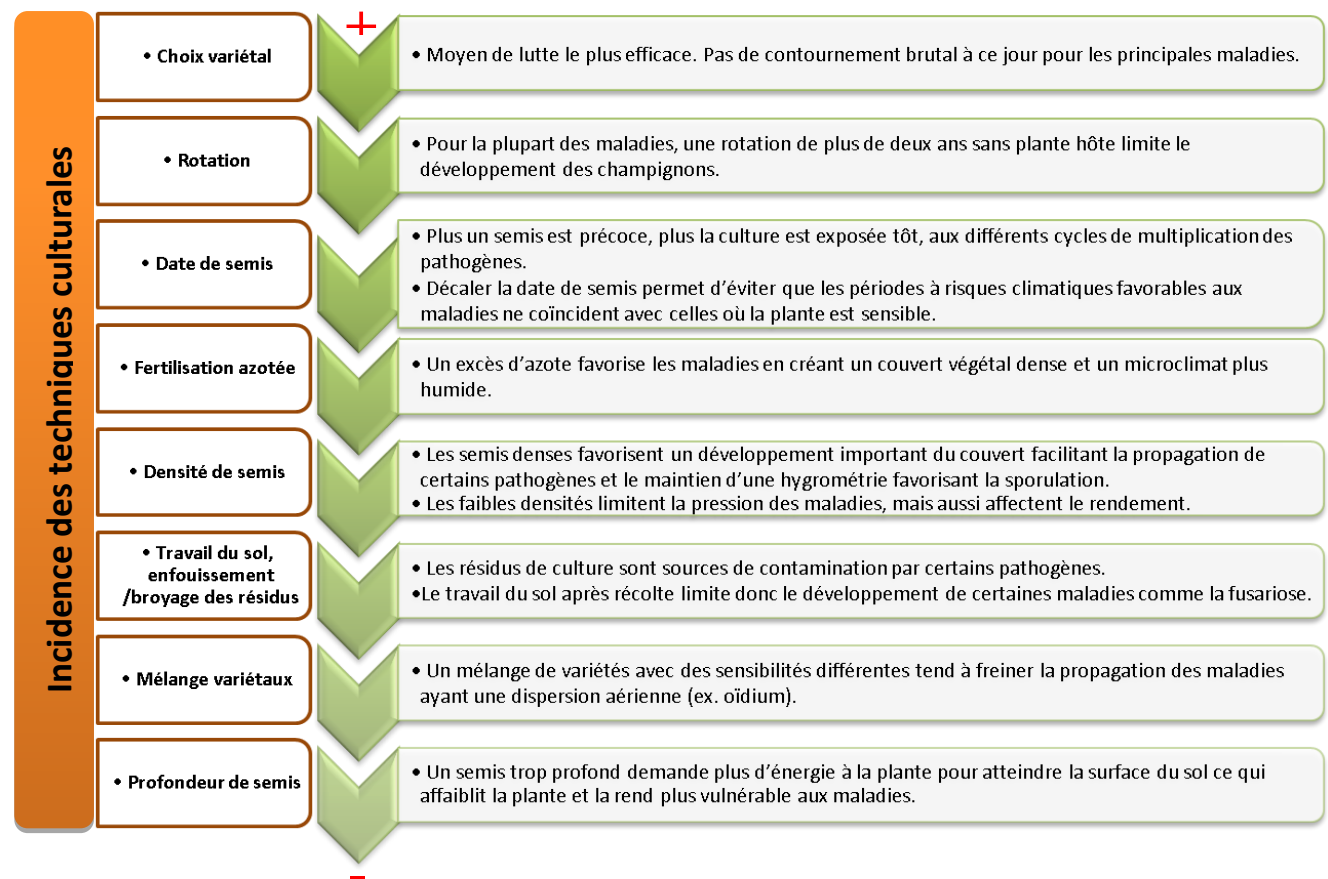 Incidence des techniques culturales
+
• Choix variétal
• Moyen de lutte le plus efficace. Pas de contournement brutal à ce jour pour les principales maladies.
• Rotation
• Pour la plupart des maladies, une rotation de plus de deux ans sans plante hôte limite le
développement des champignons.
• Date de semis
• Plus un semis est précoce, plus la culture est exposée tôt, aux différents cycles de multiplication des
pathogènes.
• Décaler la date de semis permet d'éviter que les périodes à risques climatiques favorables aux
maladies ne coïncident avec celles où la plante est sensible.
• Fertilisation azotée
• Un excès d'azote favorise les maladies en créant un couvert végétal dense et un microclimat plus
humide.
• Densité de semis
• Les semis denses favorisent un développement important du couvert facilitant la propagation de
certains pathogènes et le maintien d'une hygrométrie favorisant la sporulation.
• Les faibles densités limitent la pression des maladies, mais aussi affectent le rendement.
• Travail du sol,
enfouissement
/broyage des résidus
• Les résidus de culture sont sources de contamination par certains pathogènes.
•Le travail du sol après récolte limite donc le développement de certaines maladies comme la fusariose.
• Mélange variétaux
• Un mélange de variétés avec des sensibilités différentes tend à freiner la propagation des maladies
ayant une dispersion aérienne (ex. oïdium).
• Profondeur de semis
• Un semis trop profond demande plus d'énergie à la plante pour atteindre la surface du sol ce qui
affaiblit la plante et la rend plus vulnérable aux maladies.
-